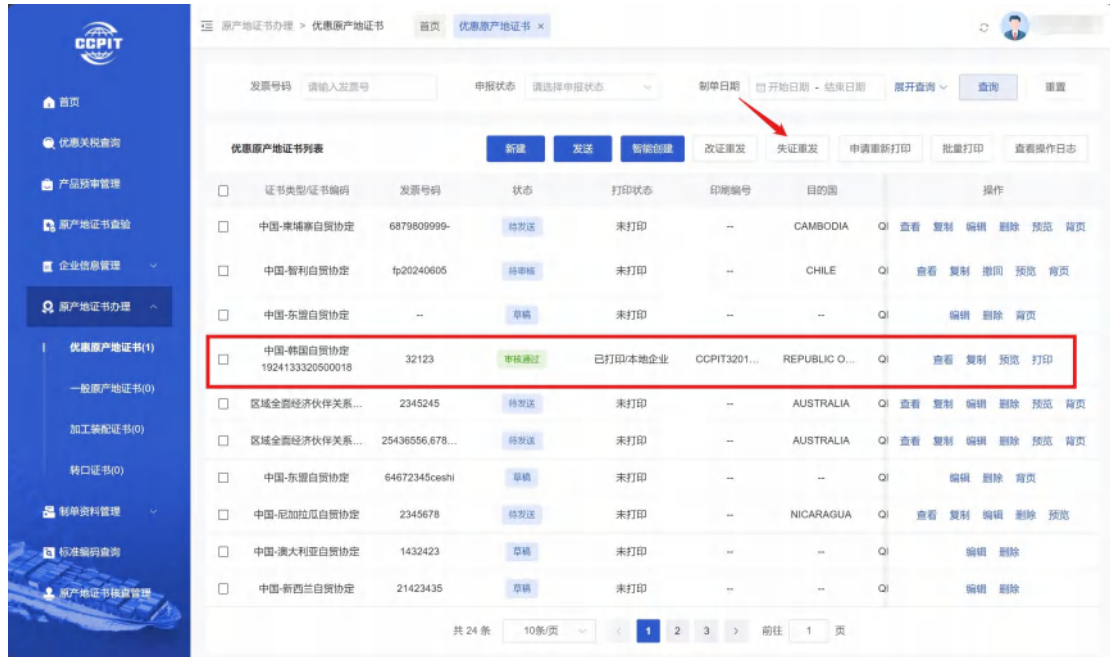 CCPIT
首页
优惠关税查询
产品预审管理
原产地证书查验
企业信息管理
原产地证书办理
优惠原产地证书(1)
一般原产地证书(0)
加工装配证书(0)
转口证书(0)
制单资料管理
标准编码查询
原产地证书核查管理
原产地证书办理 > 优惠原产地证书 首页 优惠原产地证书 ×
发票号码 请输入发票号 申报状态 请选择申报状态 制单日期 开始日期 - 结束日期 展开查询 查询 重置
优惠原产地证书列表 新建 发送 智能创建 改证重发 失证重发 申请重新打印 批量打印 查看操作日志
证书类型/证书编码 发票号码 状态 打印状态 印刷编号 目的国 操作
中国-柬埔寨自贸协定 6879809999- 待发送 未打印 -- CAMBODIA QI 查看 复制 编辑 删除 预览 背页
中国-智利自贸协定 fp20240605 待审核 未打印 -- CHILE QI 查看 复制 撤回 预览 背页
中国-东盟自贸协定 -- 草稿 未打印 -- -- QI 编辑 删除 背页
中国-韩国自贸协定
1924133320500018
32123 审核通过 已打印/本地企业 CCPIT3201... REPUBLIC O... QI 查看 复制 预览 打印
区域全面经济伙伴关系... 2345245 待发送 未打印 -- AUSTRALIA QI 查看 复制 编辑 删除 预览 背页
区域全面经济伙伴关系... 25436556,678... 待发送 未打印 -- AUSTRALIA QI 查看 复制 编辑 删除 预览 背页
中国-东盟自贸协定 64672345ceshi 草稿 未打印 -- -- QI 编辑 删除 背页
中国-尼加拉瓜自贸协定 2345678 待发送 未打印 -- NICARAGUA QI 查看 复制 编辑 删除 预览
中国-澳大利亚自贸协定 1432423 草稿 未打印 -- -- QI 编辑 删除
中国-新西兰自贸协定 21423435 草稿 未打印 -- -- QI 编辑 删除
共 24 条 10条/页 < 1 2 3 > 前往 1 页